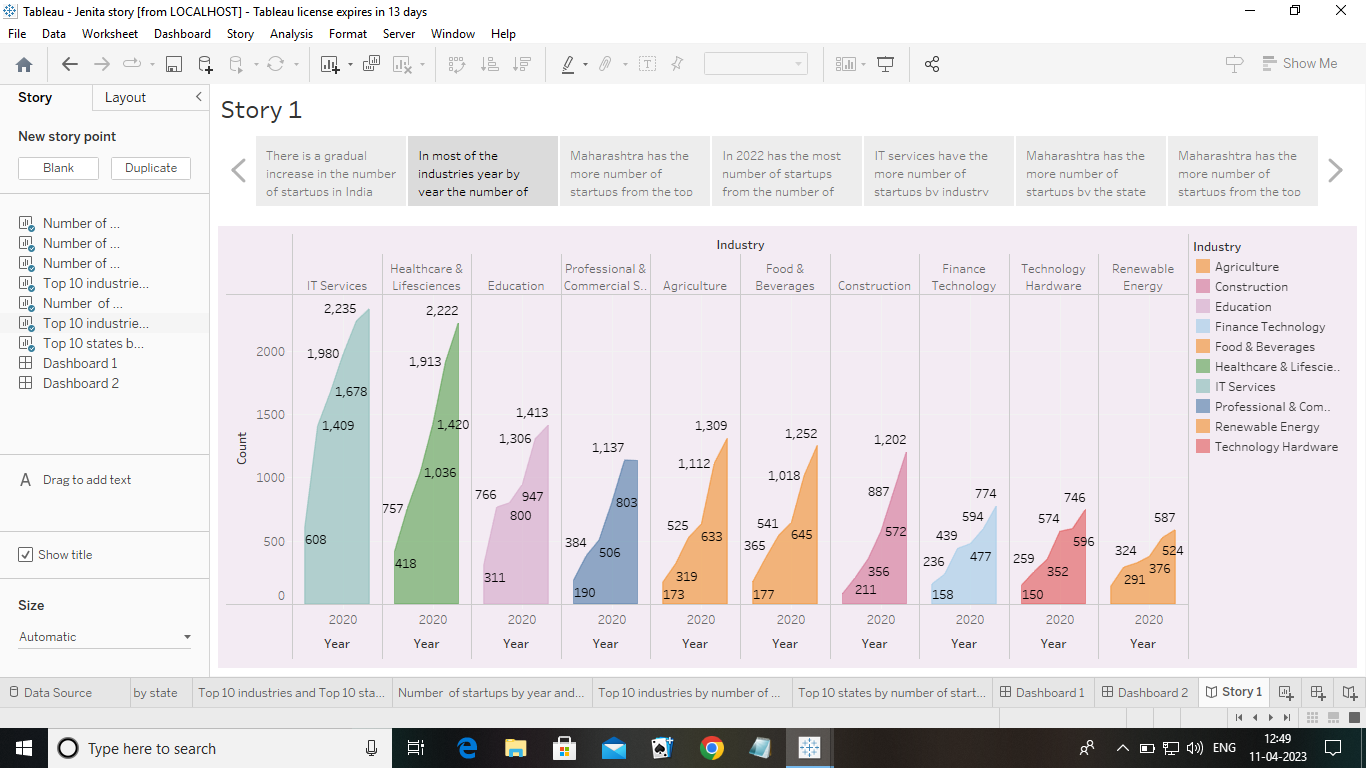 Tableau - Jenita story [from LOCALHOST] - Tableau license expires in 13 days
File Data Worksheet Dashboard Story Analysis Format Server Window Help
Show Me
Story Layout
New story point
Blank Duplicate
Number of ...
Number of ...
Number of ...
Top 10 industrie...
Number of ...
Top 10 industrie...
Top 10 states b...
Dashboard 1
Dashboard 2
A Drag to add text
Show title
Size
Automatic
Story 1
There is a gradual
increase in the number
of startups in India
In most of the
industries year by
year the number of
Maharashtra has the
more number of
startups from the top
In 2022 has the most
number of startups
from the number of
IT services have the
more number of
startups by industry
Maharashtra has the
more number of
startups by the state
Maharashtra has the
more number of
startups from the top
Industry
IT Services
Healthcare &
Lifesciences
Education
Professional &
Commercial S..
Agriculture
Food &
Beverages
Construction
Finance
Technology
Technology
Hardware
Renewable
Energy
Count
2000
1500
1000
500
0
2,235
1,980
1,678
1,409
608
2,222
1,913
1,420
1,036
757
418
1,413
1,306
947
766
800
311
1,137
803
506
384
190
1,309
1,112
633
525
319
173
1,252
1,018
645
541
365
177
1,202
887
572
356
211
774
594
477
439
236
158
746
596
574
352
259
150
587
524
376
324
291
2020 2020 2020 2020 2020 2020 2020 2020 2020 2020
Year Year Year Year Year Year Year Year Year Year
Industry
Agriculture
Construction
Education
Finance Technology
Food & Beverages
Healthcare & Lifescie..
IT Services
Professional & Com..
Renewable Energy
Technology Hardware
Data Source by state Top 10 industries and Top 10 sta... Number of startups by year and... Top 10 industries by number of ... Top 10 states by number of start... Dashboard 1 Dashboard 2 Story 1
Type here to search
ENG
12:49
11-04-2023